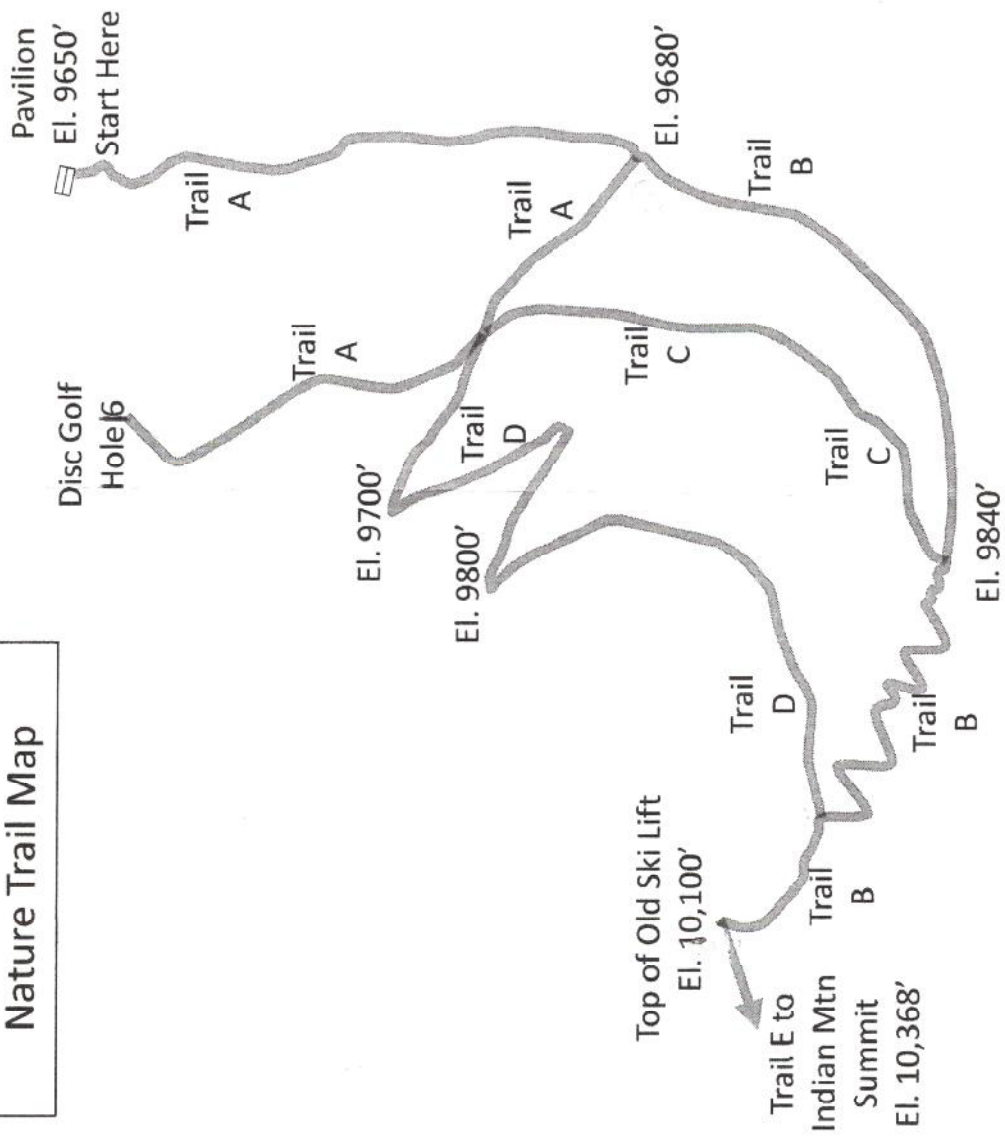 Nature Trail Map
Pavilion
El. 9650'
Start Here
Trail
A
Trail
A
El. 9680'
Trail
B
Disc Golf
Hole 6
Trail
A
Trail
C
Trail
C
El. 9700'
Trail
D
El. 9800'
El. 9840'
Trail
D
Trail
B
Top of Old Ski Lift
El. 10,100'
Trail
B
Trail E to
Indian Mtn
Summit
El. 10,368'